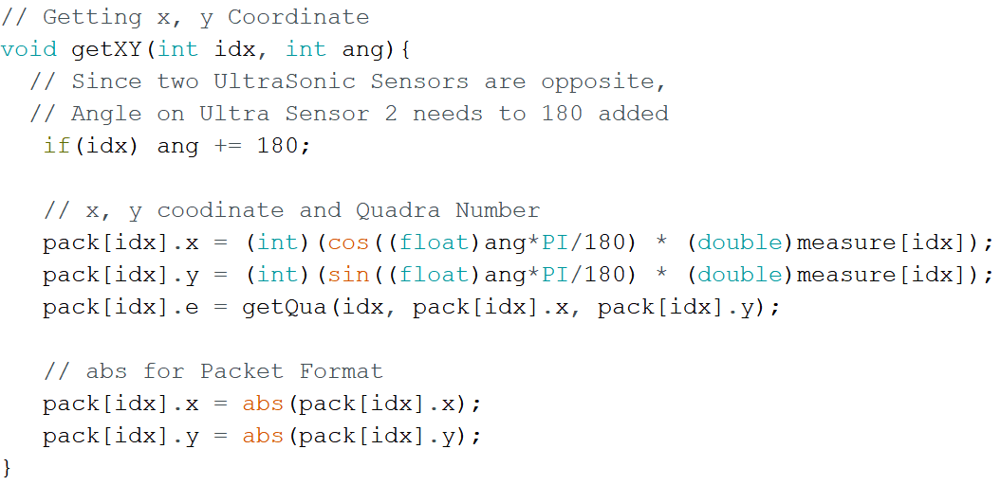 // Getting x, y Coordinate
void getXY(int idx, int ang){
  // Since two UltraSonic Sensors are opposite,
  // Angle on Ultra Sensor 2 needs to 180 added
   if(idx) ang += 180;

   // x, y coodinate and Quadra Number
   pack[idx].x = (int)(cos((float)ang*PI/180) * (double)measure[idx]);
   pack[idx].y = (int)(sin((float)ang*PI/180) * (double)measure[idx]);
   pack[idx].e = getQua(idx, pack[idx].x, pack[idx].y);

   // abs for Packet Format
   pack[idx].x = abs(pack[idx].x);
   pack[idx].y = abs(pack[idx].y);
}